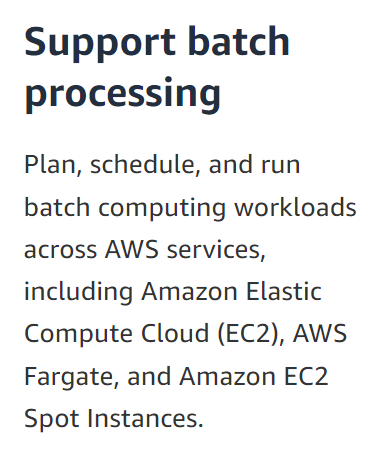 Support batch
processing
Plan, schedule, and run
batch computing workloads
across AWS services,
including Amazon Elastic
Compute Cloud (EC2), AWS
Fargate, and Amazon EC2
Spot Instances.